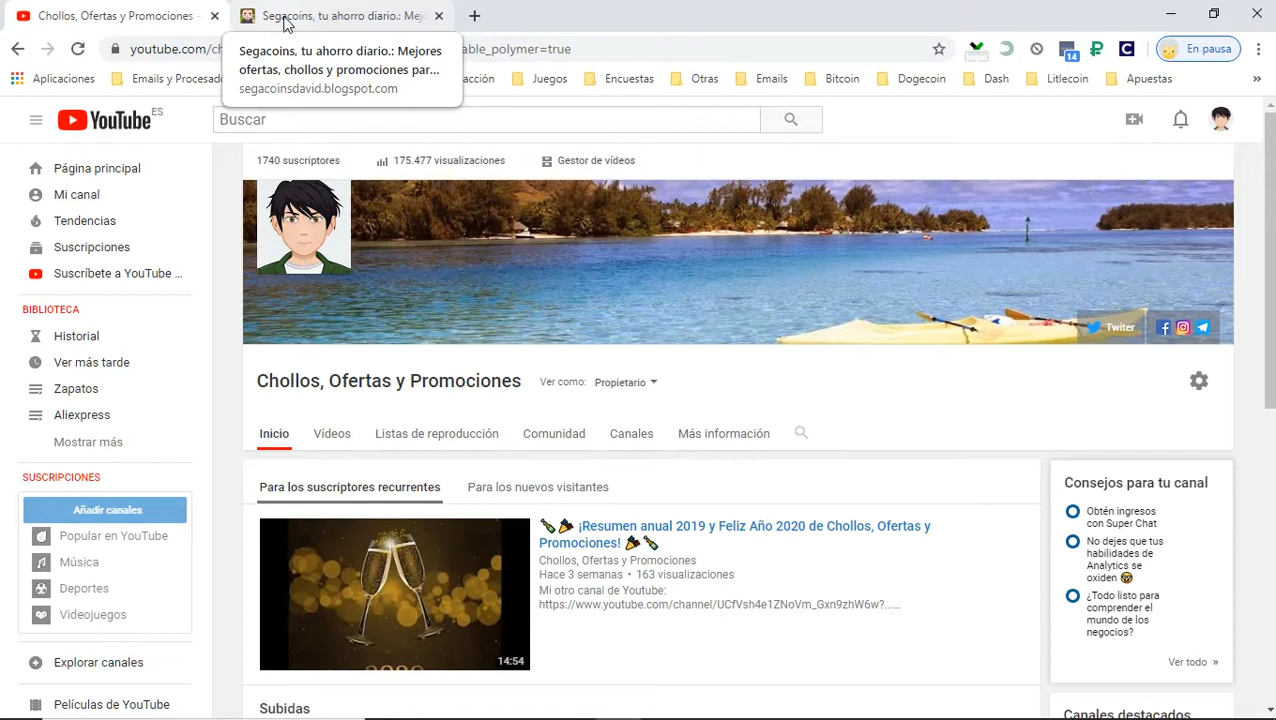 Chollos, Ofertas y Promociones -
Segacoins, tu ahorro diario.: Mej
youtube.com/ch
able_polymer=true
En pausa
Segacoins, tu ahorro diario.: Mejores
ofertas, chollos y promociones par...
segacoinsdavid.blogspot.com
Aplicaciones
Emails y Procesado
cción
Juegos
Encuestas
Otras
Emails
Bitcoin
Dogecoin
Dash
Litlecoin
Apuestas
»
14
YouTube ES
Buscar
1740 suscriptores
175.477 visualizaciones
Gestor de vídeos
Página principal
Mi canal
Tendencias
Suscripciones
Suscríbete a YouTube ...
BIBLIOTECA
Historial
Ver más tarde
Zapatos
Aliexpress
Mostrar más
SUSCRIPCIONES
Añadir canales
Popular en YouTube
Música
Deportes
Videojuegos
Explorar canales
Películas de YouTube
Twiter
Chollos, Ofertas y Promociones
Ver como: Propietario
Inicio
Vídeos
Listas de reproducción
Comunidad
Canales
Más información
Para los suscriptores recurrentes
Para los nuevos visitantes
2020
14:54
🍾🎉 ¡Resumen anual 2019 y Feliz Año 2020 de Chollos, Ofertas y
Promociones! 🎉🍾
Chollos, Ofertas y Promociones
Hace 3 semanas • 163 visualizaciones
Mi otro canal de Youtube:
https://www.youtube.com/channel/UCfVsh4e1ZNoVm_Gxn9zhW6w?......
Subidas
Consejos para tu canal
Obtén ingresos
con Super Chat
No dejes que tus
habilidades de
Analytics se
oxiden 🤓
¿Todo listo para
comprender el
mundo de los
negocios?
Ver todo »
Canales destacados